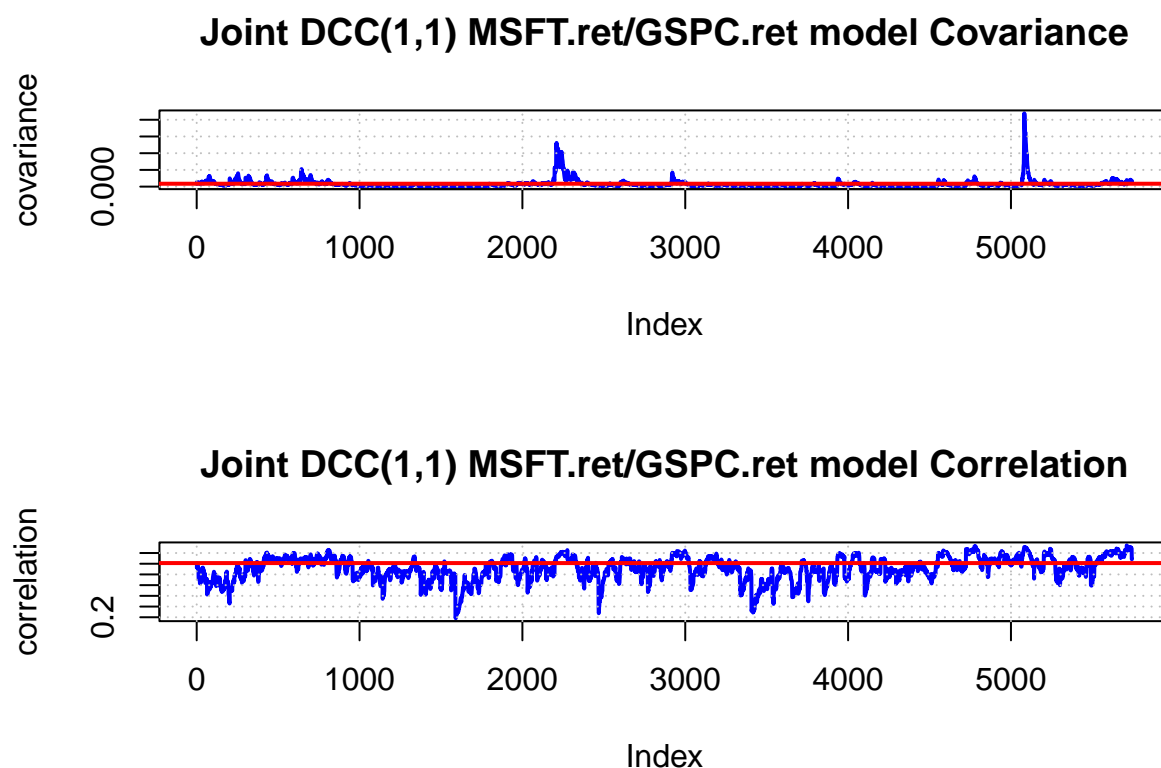 Joint DCC(1,1) MSFT.ret/GSPC.ret model Covariance
covariance
0.000
0 1000 2000 3000 4000 5000
Index
Joint DCC(1,1) MSFT.ret/GSPC.ret model Correlation
correlation
0.2
0 1000 2000 3000 4000 5000
Index